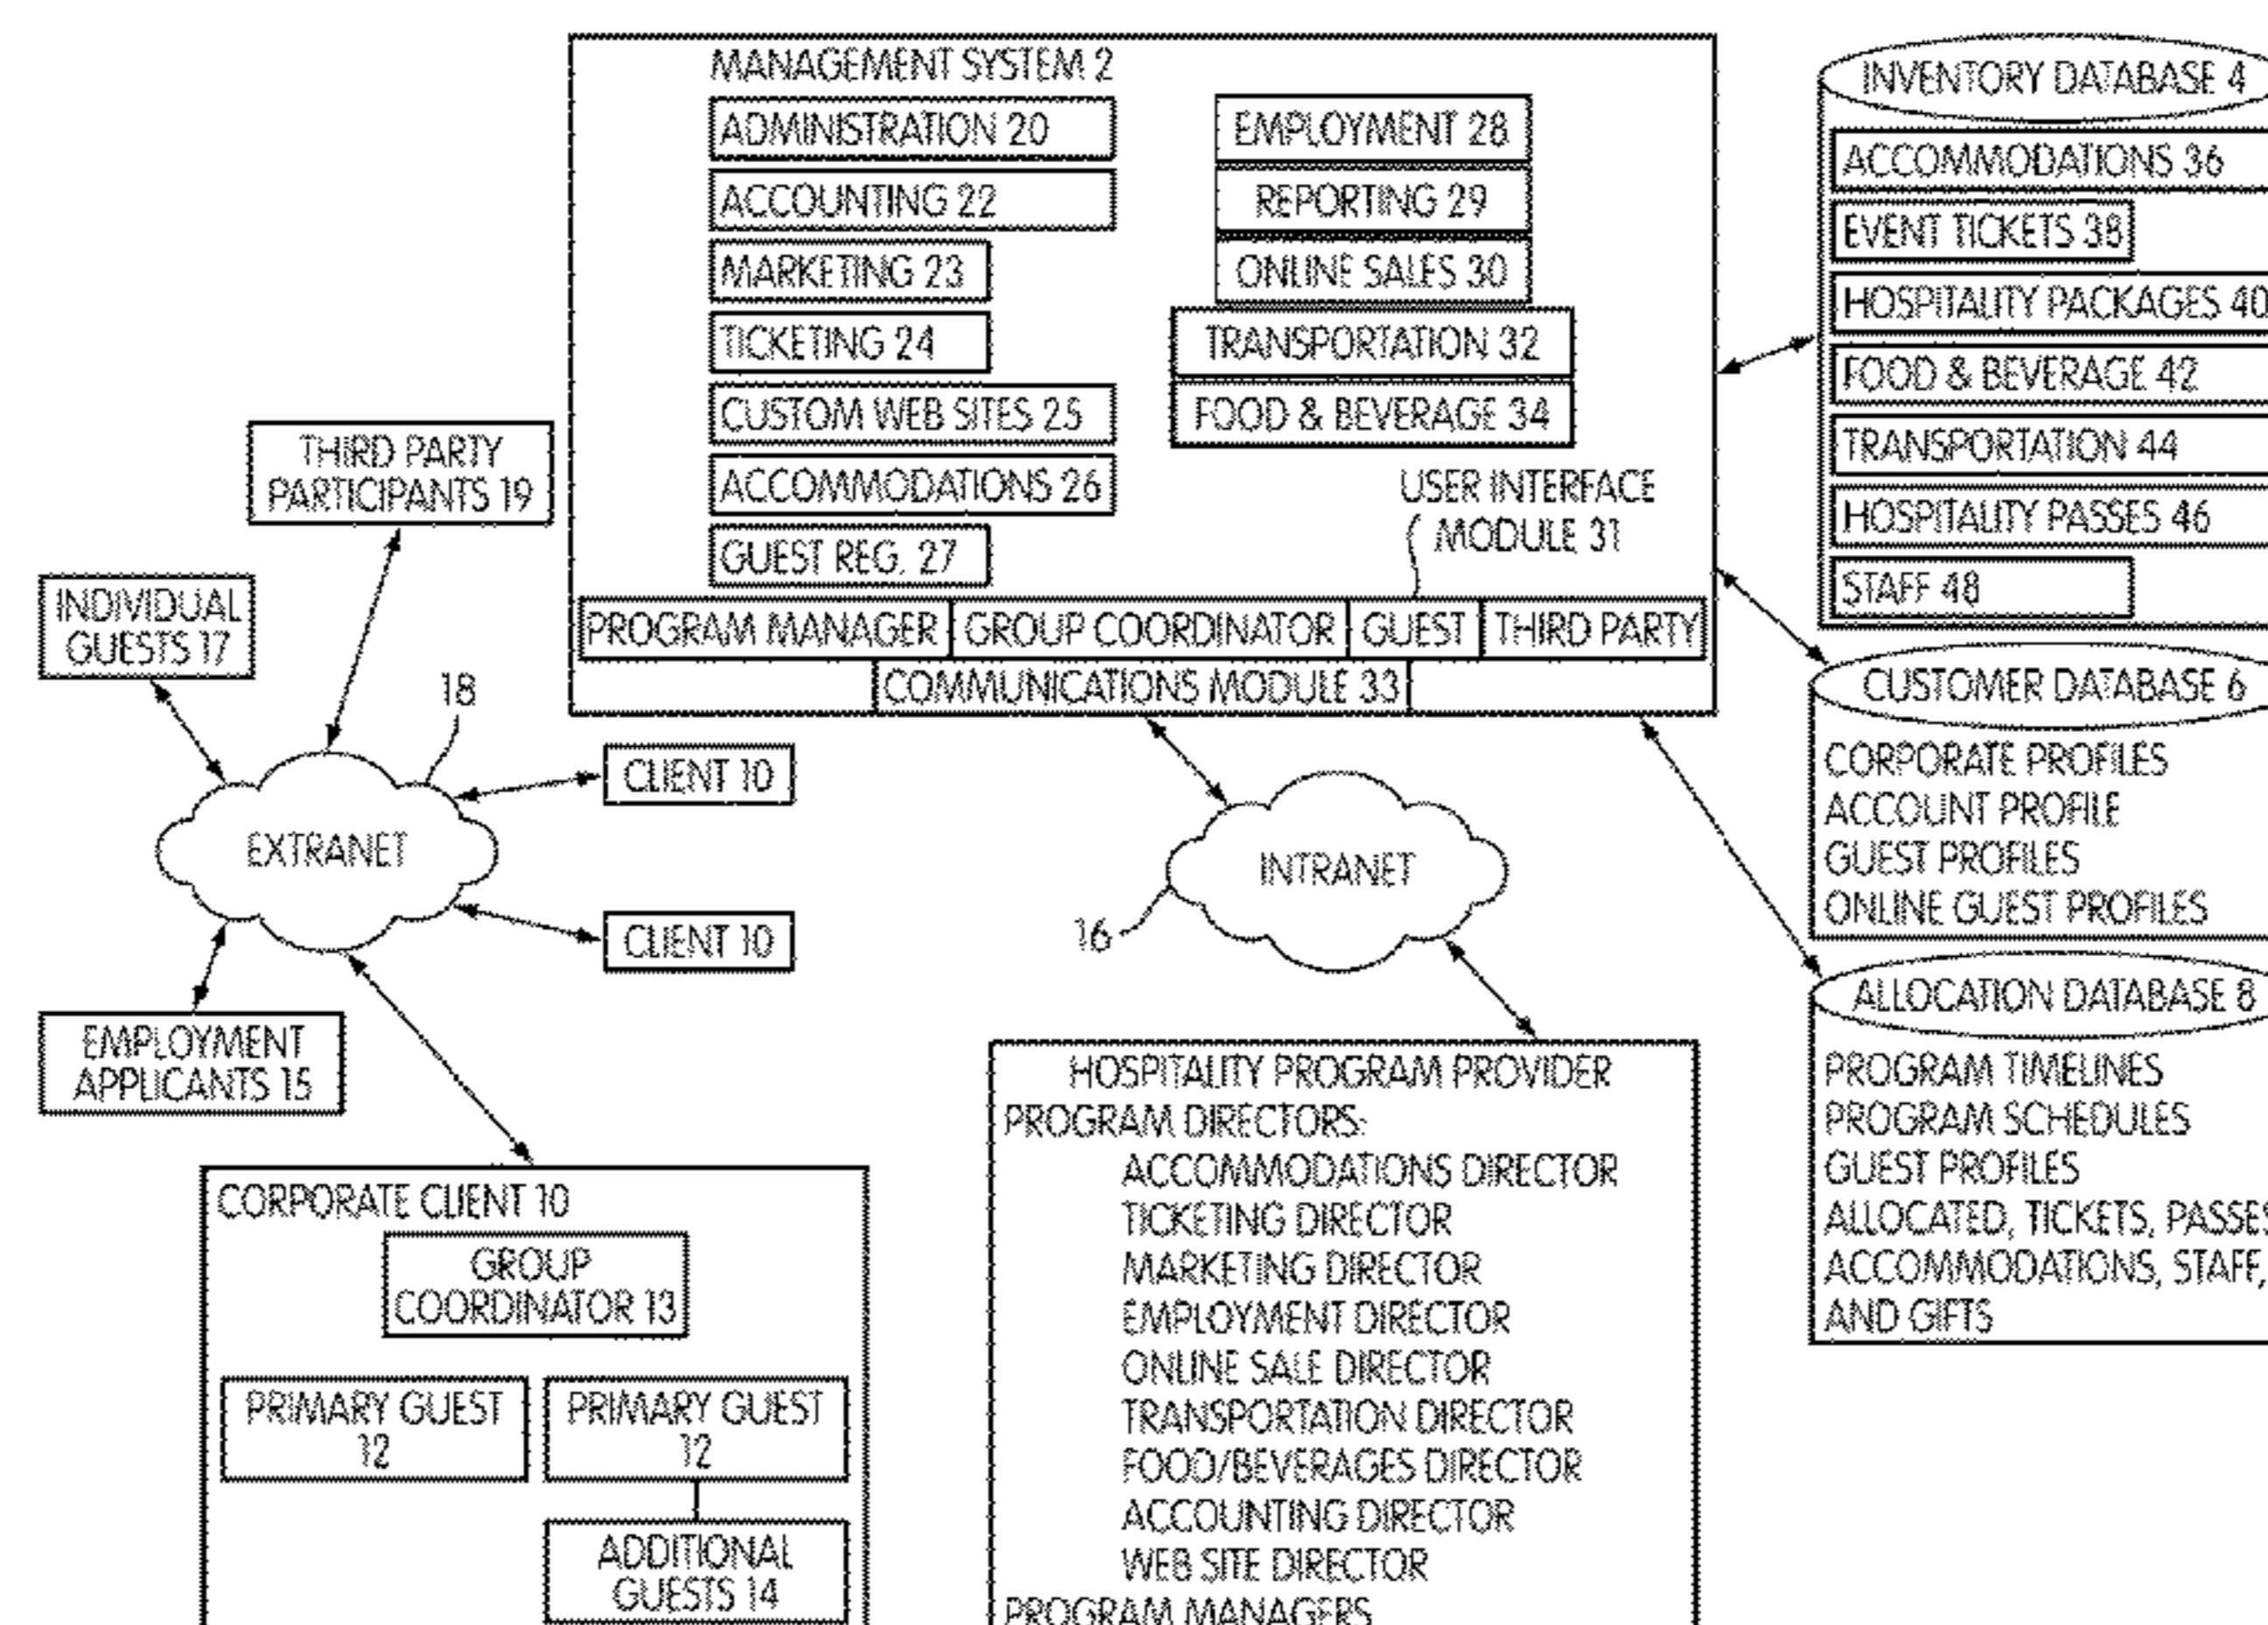 MANAGEMENT SYSTEM 2
ADMINISTRATION 20
ACCOUNTING 22
MARKETING 23
TICKETING 24
CUSTOM WEB SITES 25
ACCOMMODATIONS 26
GUEST REG. 27
EMPLOYMENT 28
REPORTING 29
ONLINE SALES 30
TRANSPORTATION 32
FOOD & BEVERAGE 34
USER INTERFACE
MODULE 31
PROGRAM MANAGER
GROUP COORDINATOR
GUEST
THIRD PARTY
COMMUNICATIONS MODULE 33
INVENTORY DATABASE 4
ACCOMMODATIONS 36
EVENT TICKETS 38
HOSPITALITY PACKAGES 40
FOOD & BEVERAGE 42
TRANSPORTATION 44
HOSPITALITY PASSES 46
STAFF 48
CUSTOMER DATABASE 6
CORPORATE PROFILES
ACCOUNT PROFILE
GUEST PROFILES
ONLINE GUEST PROFILES
ALLOCATION DATABASE 8
PROGRAM TIMELINES
PROGRAM SCHEDULES
GUEST PROFILES
ALLOCATED, TICKETS, PASSES
ACCOMMODATIONS, STAFF,
AND GIFTS
THIRD PARTY
PARTICIPANTS 19
INDIVIDUAL
GUESTS 17
18
EXTRANET
CLIENT 10
CLIENT 10
EMPLOYMENT
APPLICANTS 15
INTRANET
16
CORPORATE CLIENT 10
GROUP
COORDINATOR 13
PRIMARY GUEST
12
PRIMARY GUEST
12
ADDITIONAL
GUESTS 14
HOSPITALITY PROGRAM PROVIDER
PROGRAM DIRECTORS:
ACCOMMODATIONS DIRECTOR
TICKETING DIRECTOR
MARKETING DIRECTOR
EMPLOYMENT DIRECTOR
ONLINE SALE DIRECTOR
TRANSPORTATION DIRECTOR
FOOD/BEVERAGES DIRECTOR
ACCOUNTING DIRECTOR
WEB SITE DIRECTOR
PROGRAM MANAGERS